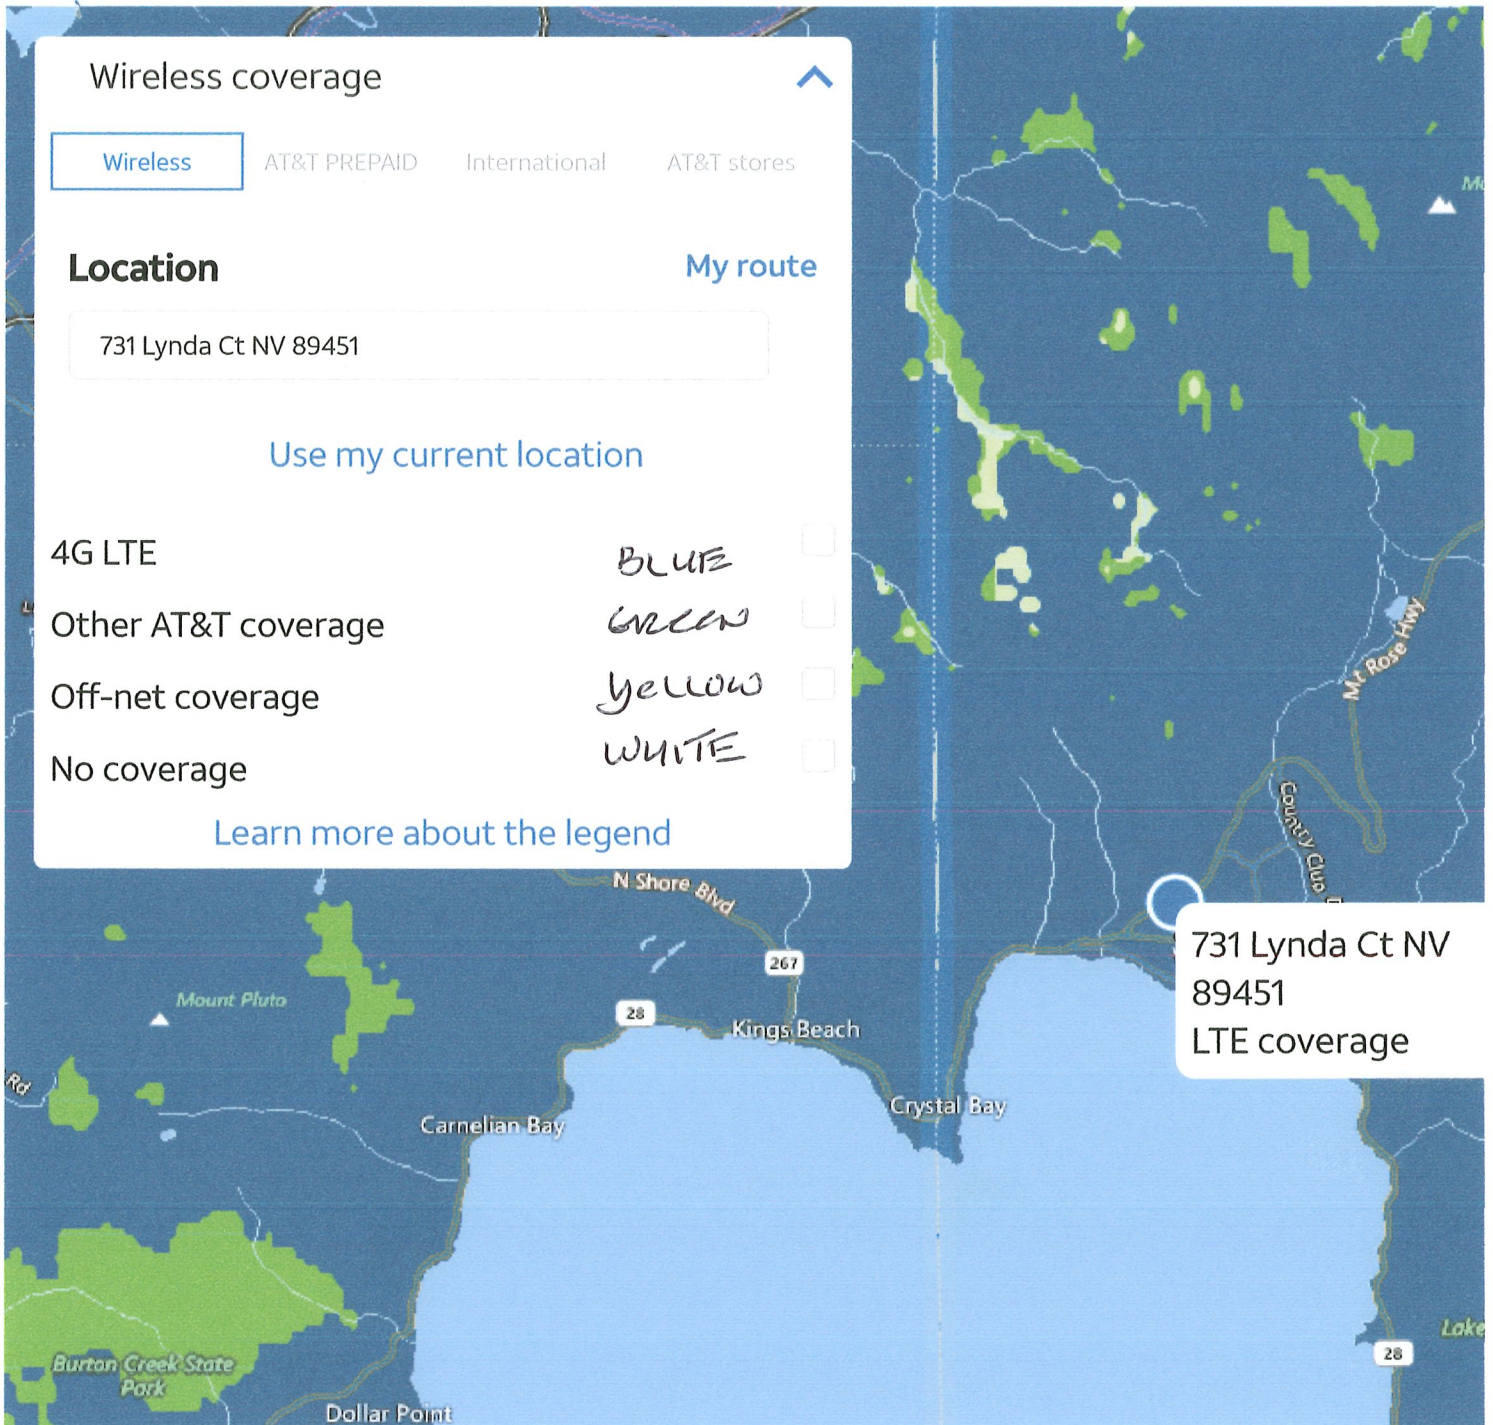 Wireless coverage
Wireless AT&T PREPAID International AT&T stores
Location My route
731 Lynda Ct NV 89451
Use my current location
4G LTE BLUE
Other AT&T coverage GREEN
Off-net coverage YELLOW
No coverage WHITE
Learn more about the legend
Mt Rose Hwy
Country Club
N Shore Blvd
267
731 Lynda Ct NV
89451
LTE coverage
Mount Pluto
28
Kings Beach
Rd
Crystal Bay
Carnelian Bay
Lake
28
Burton Creek State
Park
Dollar Point